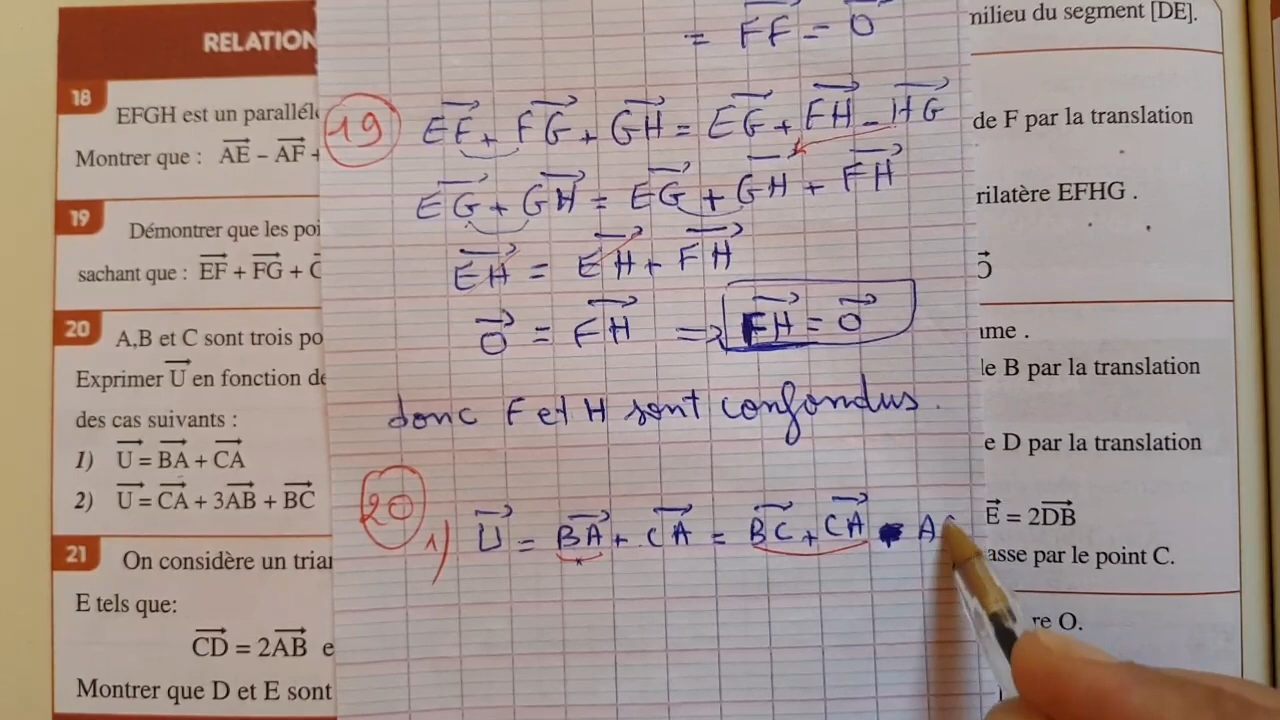 RELATION
18
EFGH est un parallélo
Montrer que : AE⃗ − AF⃗ +
19
Démontrer que les poi
sachant que : EF⃗ + FG⃗ +
20
A,B et C sont trois po
Exprimer U⃗ en fonction de
des cas suivants :
1) U⃗ = BA⃗ + CA⃗
2) U⃗ = CA⃗ + 3AB⃗ + BC⃗
21
On considère un trian
E tels que:
CD⃗ = 2AB⃗ e
Montrer que D et E sont
= FF⃗ = 0⃗
19 EF⃗ + FG⃗ + GH⃗ = EG⃗ + FH⃗ − HG⃗
EG⃗ + GH⃗ = EG⃗ + GH⃗ + FH⃗
EH⃗ = EH⃗ + FH⃗
0⃗ = FH⃗ ⇒ FH⃗ = 0⃗
donc F et H sont confondus.
20
1) U⃗ = BA⃗ + CA⃗ = BC⃗ + CA⃗ A
milieu du segment [DE].
de F par la translation
rilatère EFHG .
0⃗
me .
le B par la translation
e D par la translation
E⃗ = 2DB⃗
asse par le point C.
re O.